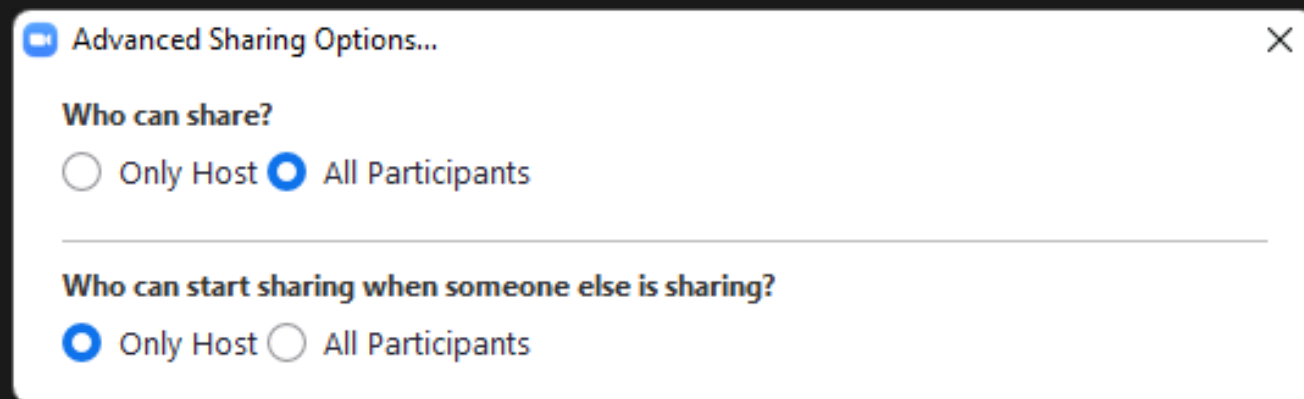 Advanced Sharing Options...
Who can share?
Only Host All Participants
Who can start sharing when someone else is sharing?
Only Host All Participants